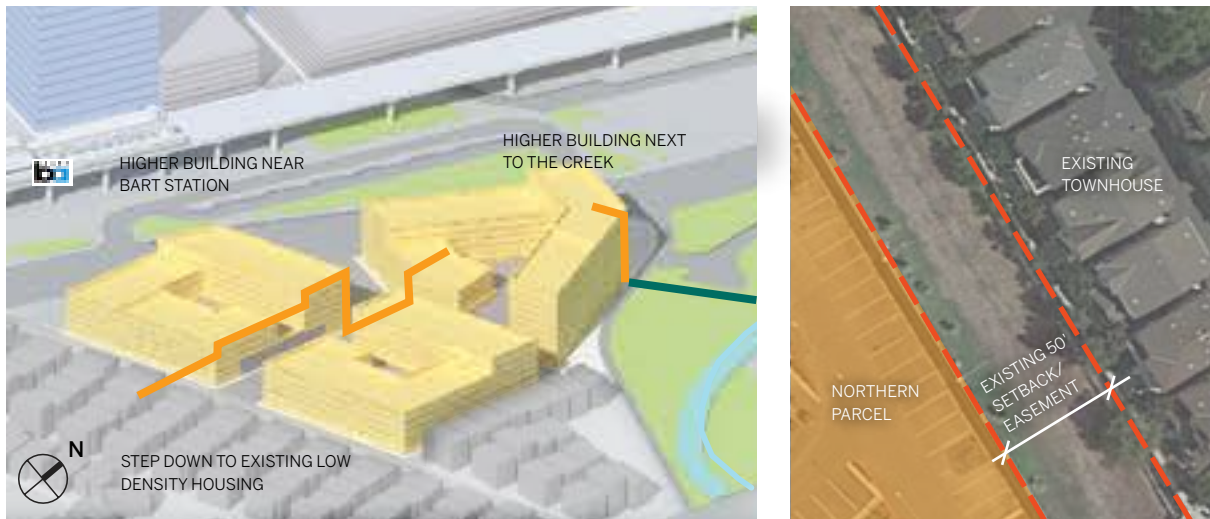 HIGHER BUILDING NEAR
BART STATION
HIGHER BUILDING NEXT
TO THE CREEK
N
STEP DOWN TO EXISTING LOW
DENSITY HOUSING
EXISTING
TOWNHOUSE
EXISTING 50'
SETBACK/
EASEMENT
NORTHERN
PARCEL